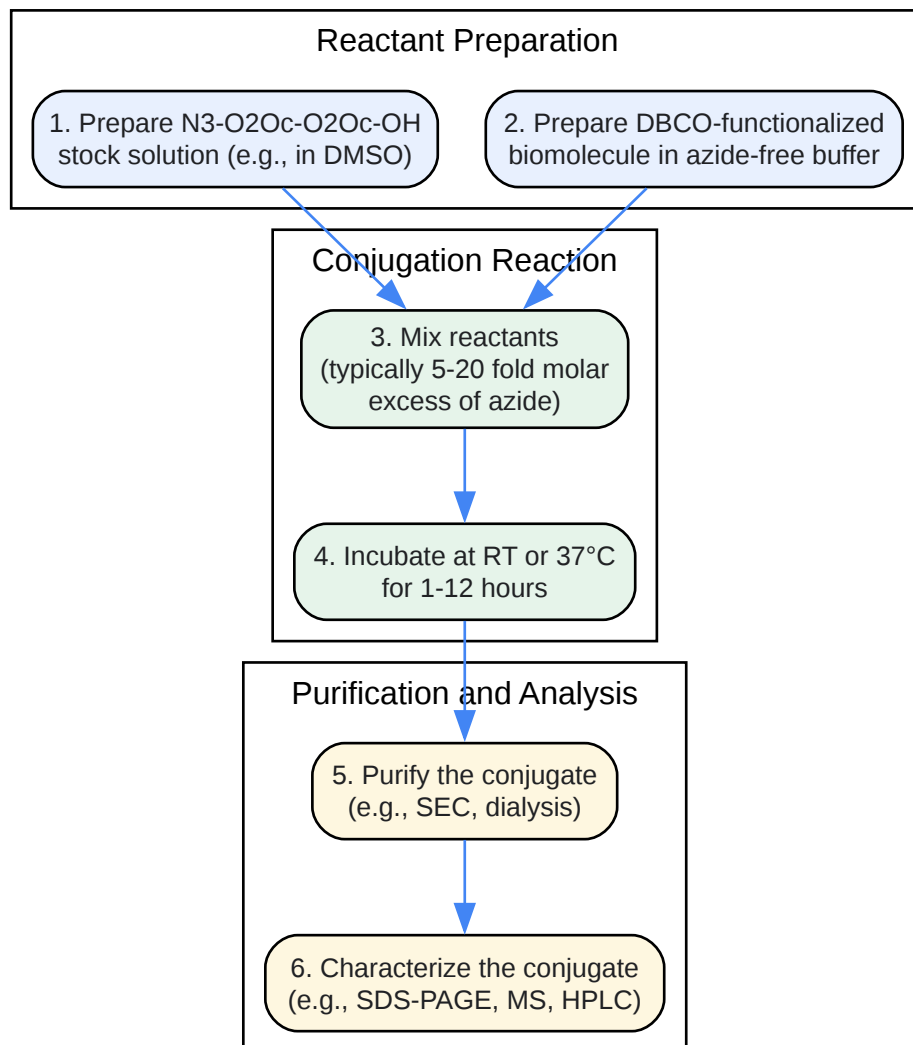 Reactant Preparation
1. Prepare N3-O2Oc-O2Oc-OH
stock solution (e.g., in DMSO)
2. Prepare DBCO-functionalized
biomolecule in azide-free buffer
Conjugation Reaction
3. Mix reactants
(typically 5-20 fold molar
excess of azide)
4. Incubate at RT or 37°C
for 1-12 hours
Purification and Analysis
5. Purify the conjugate
(e.g., SEC, dialysis)
6. Characterize the conjugate
(e.g., SDS-PAGE, MS, HPLC)